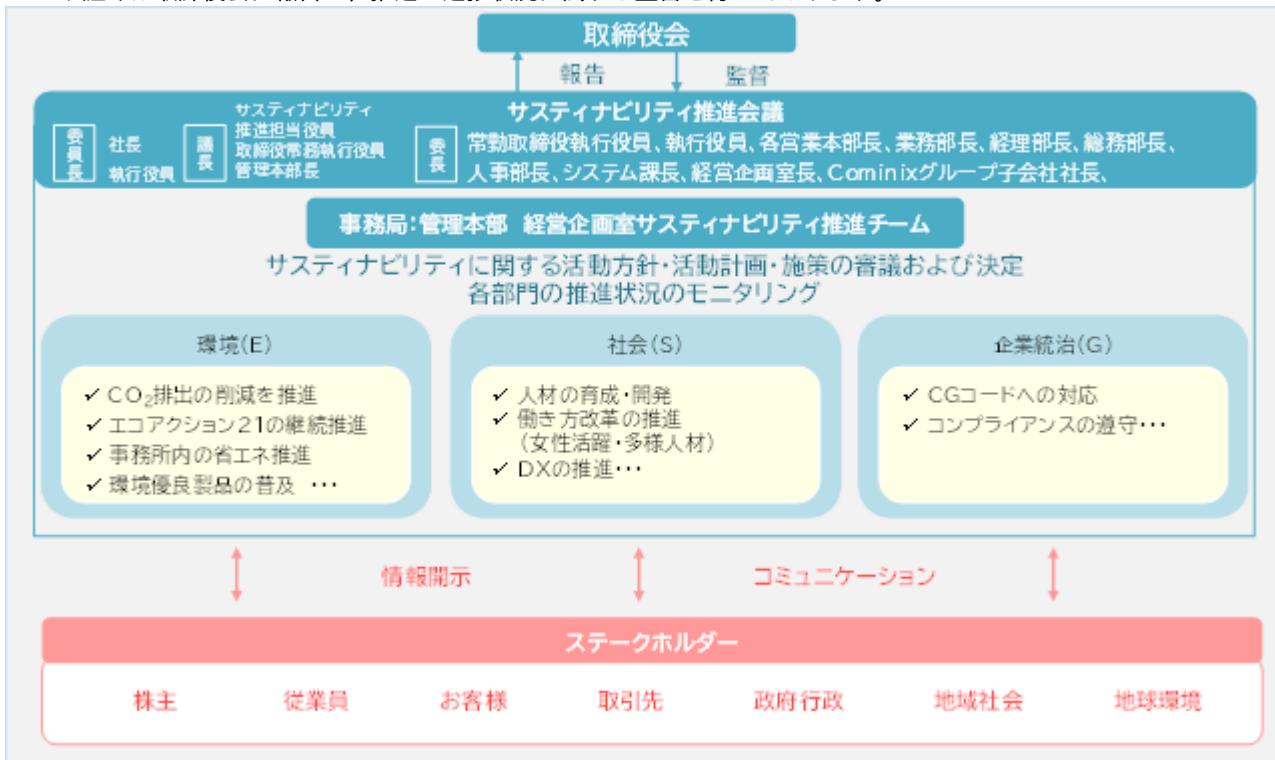 取締役会
報告
監督
サスティナビリティ推進会議
委員長
社長
執行役員
議長
サスティナビリティ
推進担当役員
取締役常務執行役員
管理本部長
委長
常勤取締役執行役員、執行役員、各営業本部長、業務部長、経理部長、総務部長、
人事部長、システム課長、経営企画室長、Cominixグループ子会社社長、
事務局：管理本部 経営企画室サスティナビリティ推進チーム
サスティナビリティに関する活動方針・活動計画・施策の審議および決定
各部門の推進状況のモニタリング
環境(E)
✓ CO₂排出の削減を推進
✓ エコアクション21の継続推進
✓ 事務所内の省エネ推進
✓ 環境優良製品の普及 ・・・
社会(S)
✓ 人材の育成・開発
✓ 働き方改革の推進
(女性活躍・多様人材)
✓ DXの推進・・・
企業統治(G)
✓ CGコードへの対応
✓ コンプライアンスの遵守・・・
情報開示
コミュニケーション
ステークホルダー
株主
従業員
お客様
取引先
政府行政
地域社会
地球環境